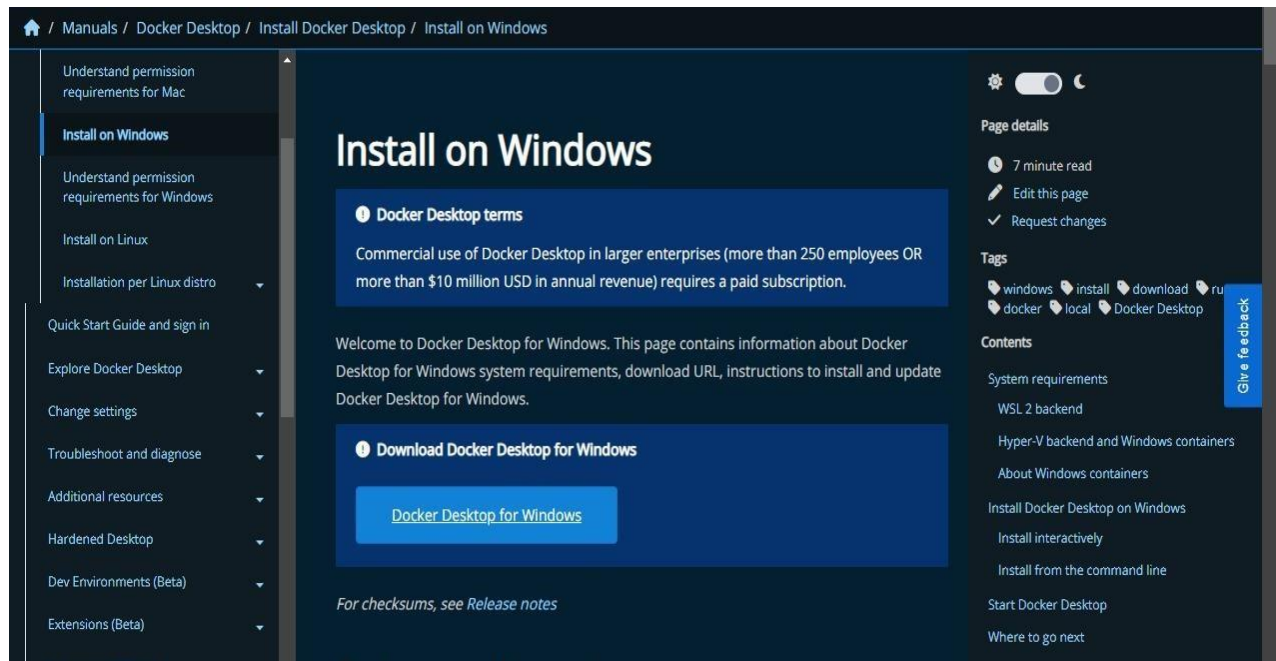 / Manuals / Docker Desktop / Install Docker Desktop / Install on Windows
Understand permission
requirements for Mac
Install on Windows
Understand permission
requirements for Windows
Install on Linux
Installation per Linux distro
Quick Start Guide and sign in
Explore Docker Desktop
Change settings
Troubleshoot and diagnose
Additional resources
Hardened Desktop
Dev Environments (Beta)
Extensions (Beta)
Install on Windows
Docker Desktop terms
Commercial use of Docker Desktop in larger enterprises (more than 250 employees OR
more than $10 million USD in annual revenue) requires a paid subscription.
Welcome to Docker Desktop for Windows. This page contains information about Docker
Desktop for Windows system requirements, download URL, instructions to install and update
Docker Desktop for Windows.
Download Docker Desktop for Windows
Docker Desktop for Windows
For checksums, see Release notes
Page details
7 minute read
Edit this page
Request changes
Tags
windows install download ru
docker local Docker Desktop
Contents
System requirements
WSL 2 backend
Hyper-V backend and Windows containers
About Windows containers
Install Docker Desktop on Windows
Install interactively
Install from the command line
Start Docker Desktop
Where to go next
Give feedback